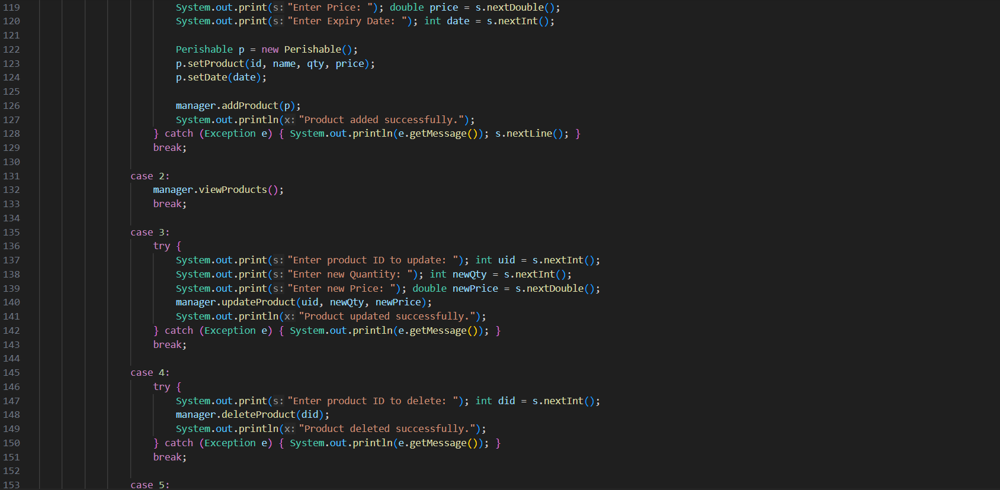 119 System.out.print(s: "Enter Price: "); double price = s.nextDouble();
120 System.out.print(s: "Enter Expiry Date: "); int date = s.nextInt();
121
122 Perishable p = new Perishable();
123 p.setProduct(id, name, qty, price);
124 p.setDate(date);
125
126 manager.addProduct(p);
127 System.out.println(x: "Product added successfully.");
128 } catch (Exception e) { System.out.println(e.getMessage()); s.nextLine(); }
129 break;
130
131 case 2:
132 manager.viewProducts();
133 break;
134
135 case 3:
136 try {
137 System.out.print(s: "Enter product ID to update: "); int uid = s.nextInt();
138 System.out.print(s: "Enter new Quantity: "); int newQty = s.nextInt();
139 System.out.print(s: "Enter new Price: "); double newPrice = s.nextDouble();
140 manager.updateProduct(uid, newQty, newPrice);
141 System.out.println(x: "Product updated successfully.");
142 } catch (Exception e) { System.out.println(e.getMessage()); }
143 break;
144
145 case 4:
146 try {
147 System.out.print(s: "Enter product ID to delete: "); int did = s.nextInt();
148 manager.deleteProduct(did);
149 System.out.println(x: "Product deleted successfully.");
150 } catch (Exception e) { System.out.println(e.getMessage()); }
151 break;
152
153 case 5: